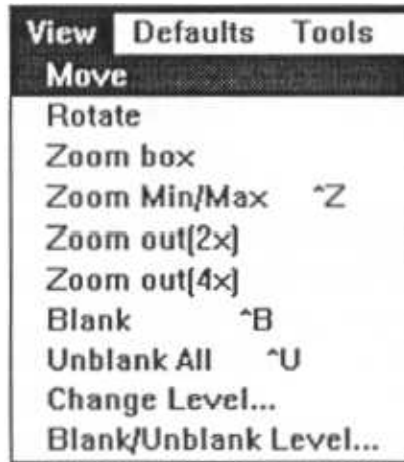 View Defaults Tools
Move
Rotate
Zoom box
Zoom Min/Max ^Z
Zoom out(2x)
Zoom out(4x)
Blank ^B
Unblank All ^U
Change Level...
Blank/Unblank Level...